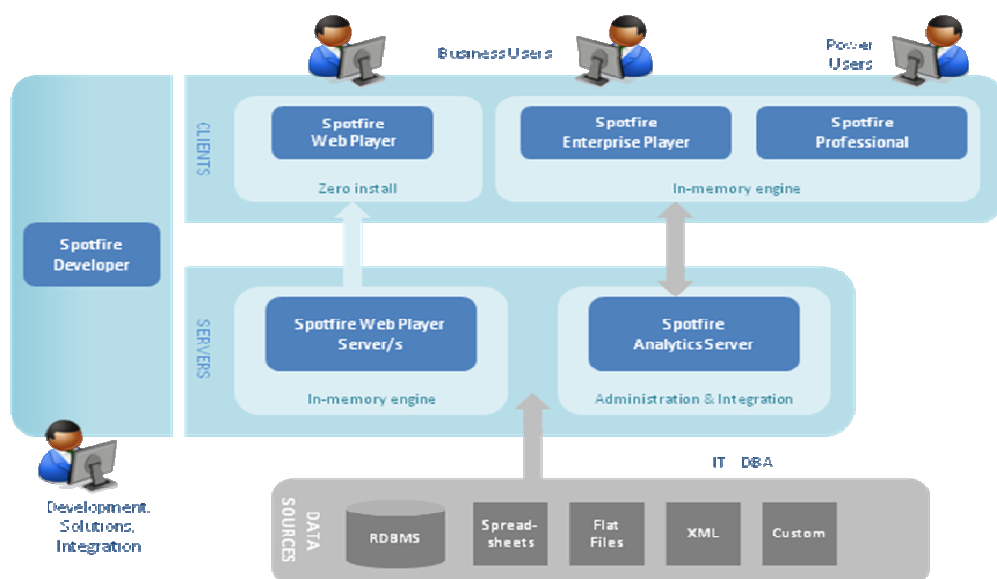 Business Users
Power
Users
CLIENTS
Spotfire
Web Player
Zero install
Spotfire
Enterprise Player
Spotfire
Professional
In-memory engine
Spotfire
Developer
SERVERS
Spotfire Web Player
Server/s
In-memory engine
Spotfire
Analytics Server
Administration & Integration
Development,
Solutions,
Integration
IT DBA
DATA
SOURCES
RDBMS
Spread-
sheets
Flat
Files
XML
Custom